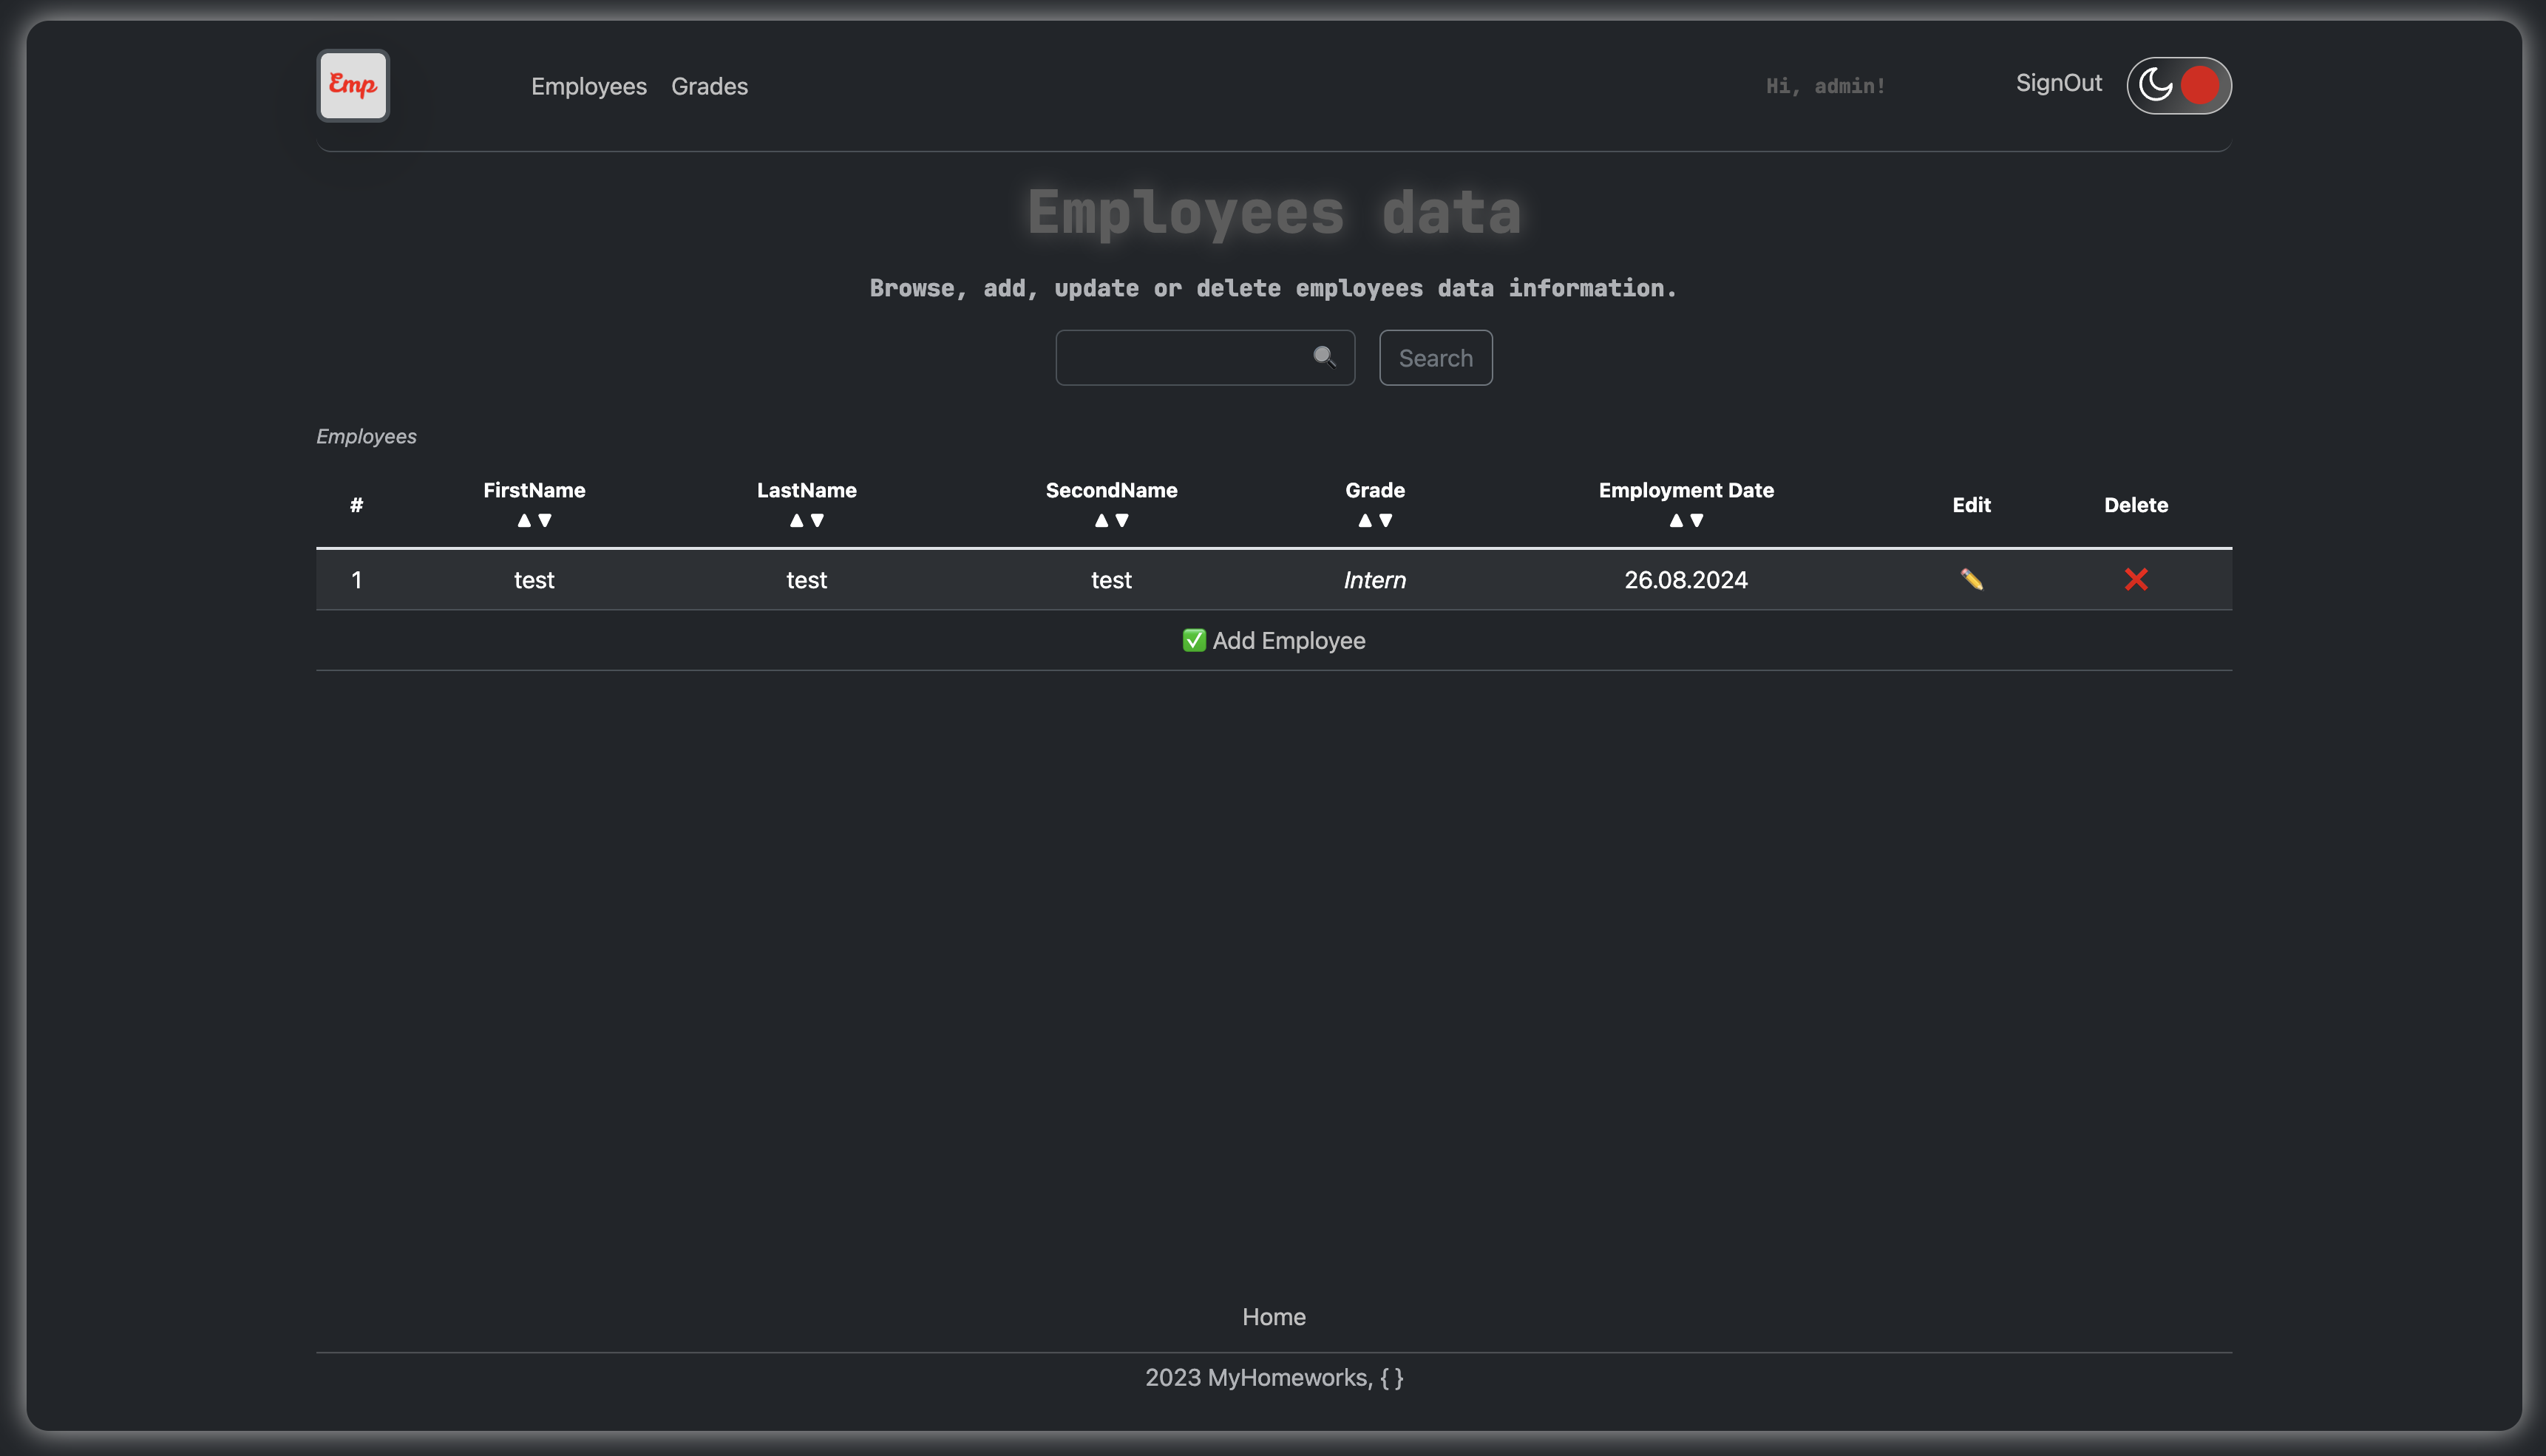 Emp
Employees Grades Hi, admin! SignOut
Employees data
Browse, add, update or delete employees data information.
Search
Employees
# FirstName LastName SecondName Grade Employment Date Edit Delete
▲▼ ▲▼ ▲▼ ▲▼ ▲▼
1 test test test Intern 26.08.2024
Add Employee
Home
2023 MyHomeworks, { }